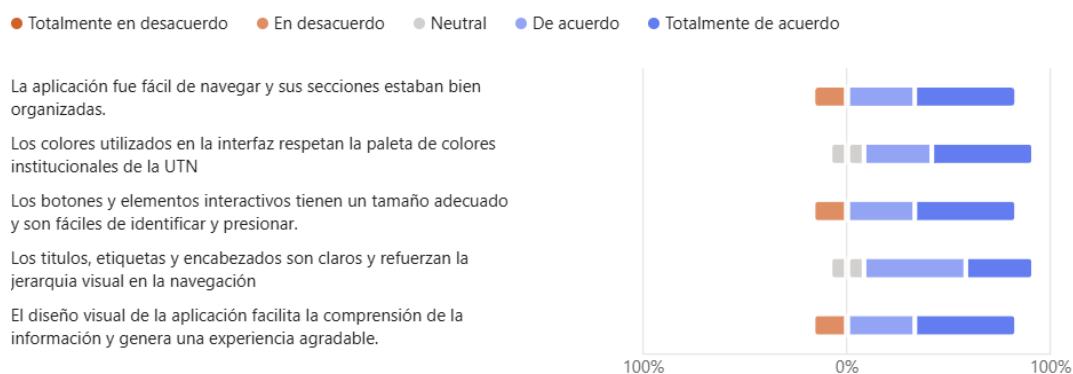 Totalmente en desacuerdo En desacuerdo Neutral De acuerdo Totalmente de acuerdo
La aplicación fue fácil de navegar y sus secciones estaban bien
organizadas.
Los colores utilizados en la interfaz respetan la paleta de colores
institucionales de la UTN
Los botones y elementos interactivos tienen un tamaño adecuado
y son fáciles de identificar y presionar.
Los titulos, etiquetas y encabezados son claros y refuerzan la
jerarquia visual en la navegación
El diseño visual de la aplicación facilita la comprensión de la
información y genera una experiencia agradable.
100% 0% 100%